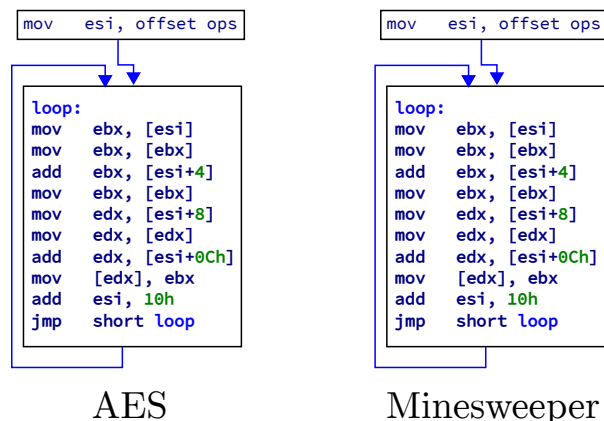 mov esi, offset ops
loop:
mov ebx, [esi]
mov ebx, [ebx]
add ebx, [esi+4]
mov ebx, [ebx]
mov edx, [esi+8]
mov edx, [edx]
add edx, [esi+0Ch]
mov [edx], ebx
add esi, 10h
jmp short loop
AES
mov esi, offset ops
loop:
mov ebx, [esi]
mov ebx, [ebx]
add ebx, [esi+4]
mov ebx, [ebx]
mov edx, [esi+8]
mov edx, [edx]
add edx, [esi+0Ch]
mov [edx], ebx
add esi, 10h
jmp short loop
Minesweeper